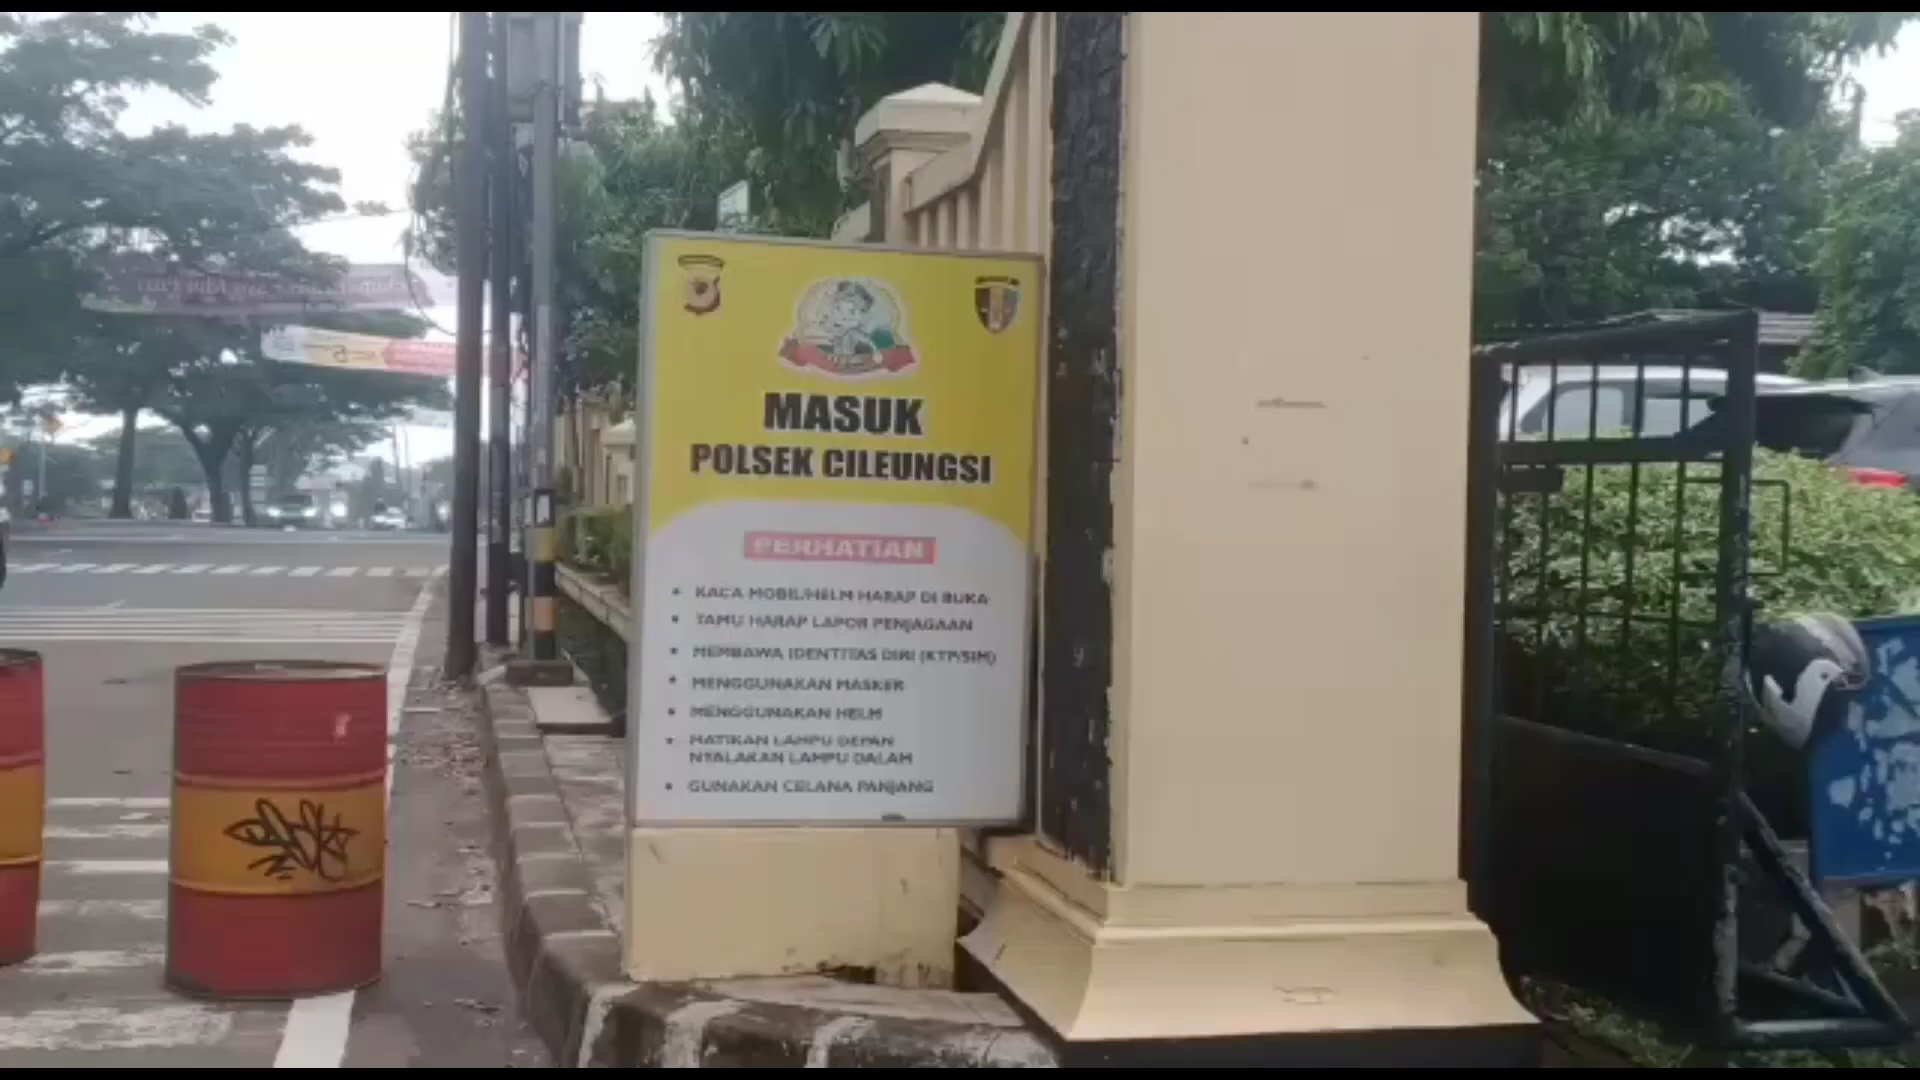 MASUK
POLSEK CILEUNGSI
PERHATIAN
• KACA MOBIL/HELM HARAP DI BUKA
• TAMU HARAP LAPOR PENJAGAAN
• MEMBAWA IDENTITAS DIRI (KTP/SIM)
• MENGGUNAKAN MASKER
• MENGGUNAKAN HELM
• MATIKAN LAMPU DEPAN
NYALAKAN LAMPU DALAM
• GUNAKAN CELANA PANJANG